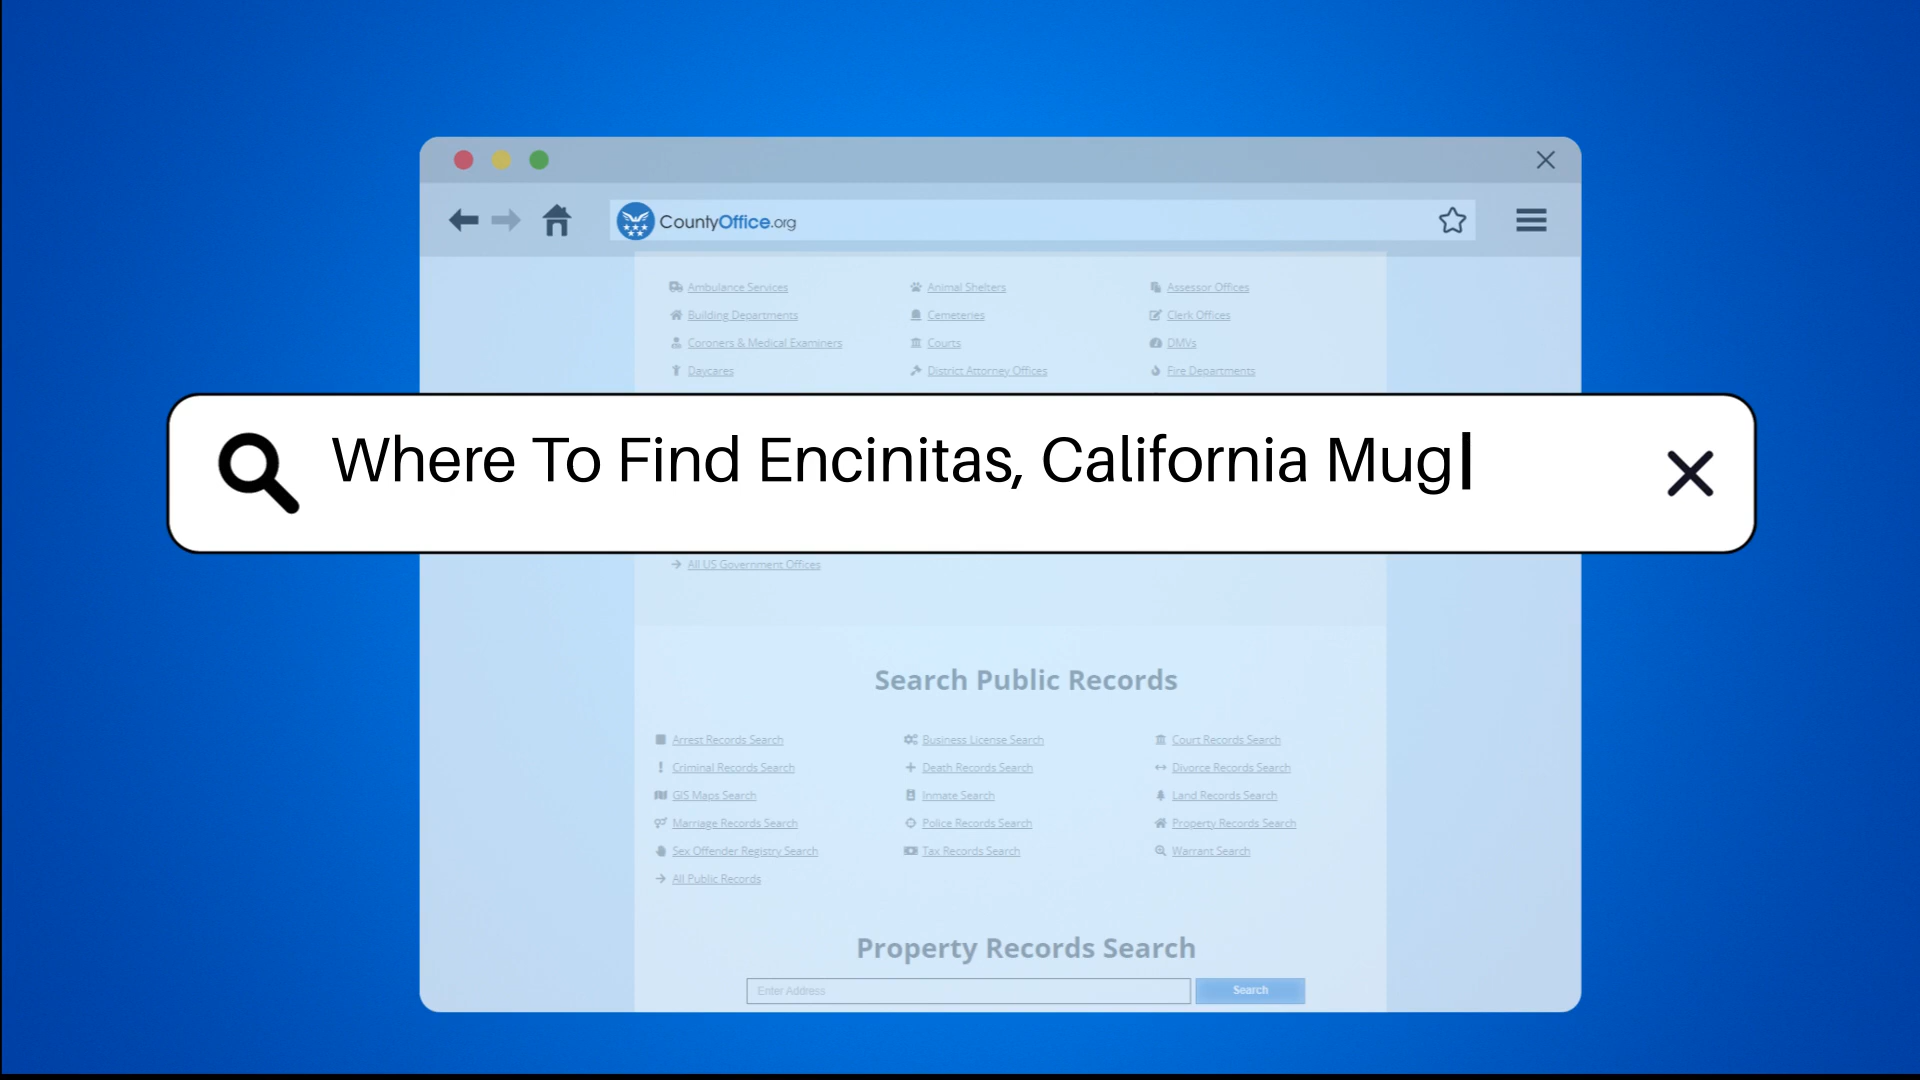 CountyOffice.org
Ambulance Services Animal Shelters Assessor Offices
Building Departments Cemeteries Clerk Offices
Coroners & Medical Examiners Courts DMVs
Daycares District Attorney Offices Fire Departments
Where To Find Encinitas, California Mug
All US Government Offices
Search Public Records
Arrest Records Search Business License Search Court Records Search
Criminal Records Search Death Records Search Divorce Records Search
GIS Maps Search Inmate Search Land Records Search
Marriage Records Search Police Records Search Property Records Search
Sex Offender Registry Search Tax Records Search Warrant Search
All Public Records
Property Records Search
Enter Address Search